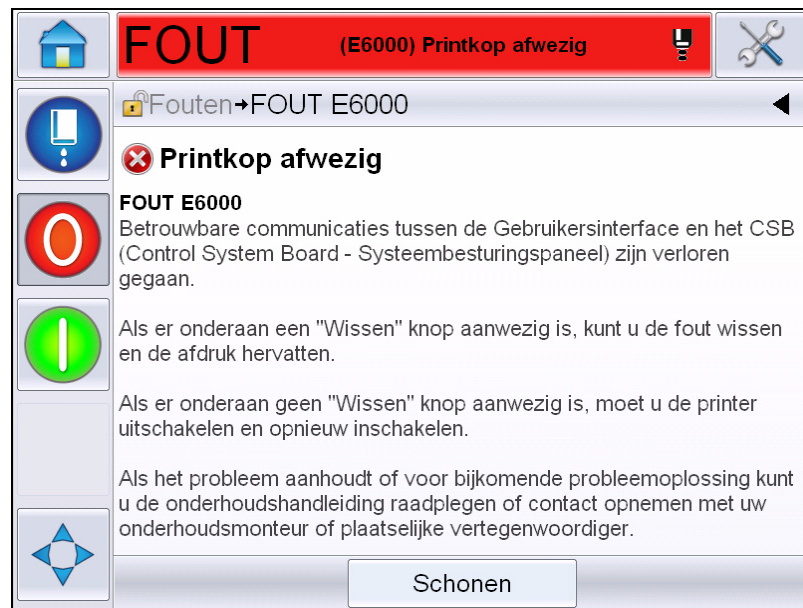 FOUT (E6000) Printkop afwezig
Fouten→FOUT E6000
Printkop afwezig
FOUT E6000
Betrouwbare communicaties tussen de Gebruikersinterface en het CSB
(Control System Board - Systeembesturingspaneel) zijn verloren
gegaan.
Als er onderaan een "Wissen" knop aanwezig is, kunt u de fout wissen
en de afdruk hervatten.
Als er onderaan geen "Wissen" knop aanwezig is, moet u de printer
uitschakelen en opnieuw inschakelen.
Als het probleem aanhoudt of voor bijkomende probleemoplossing kunt
u de onderhoudshandleiding raadplegen of contact opnemen met uw
onderhoudsmonteur of plaatselijke vertegenwoordiger.
Schonen